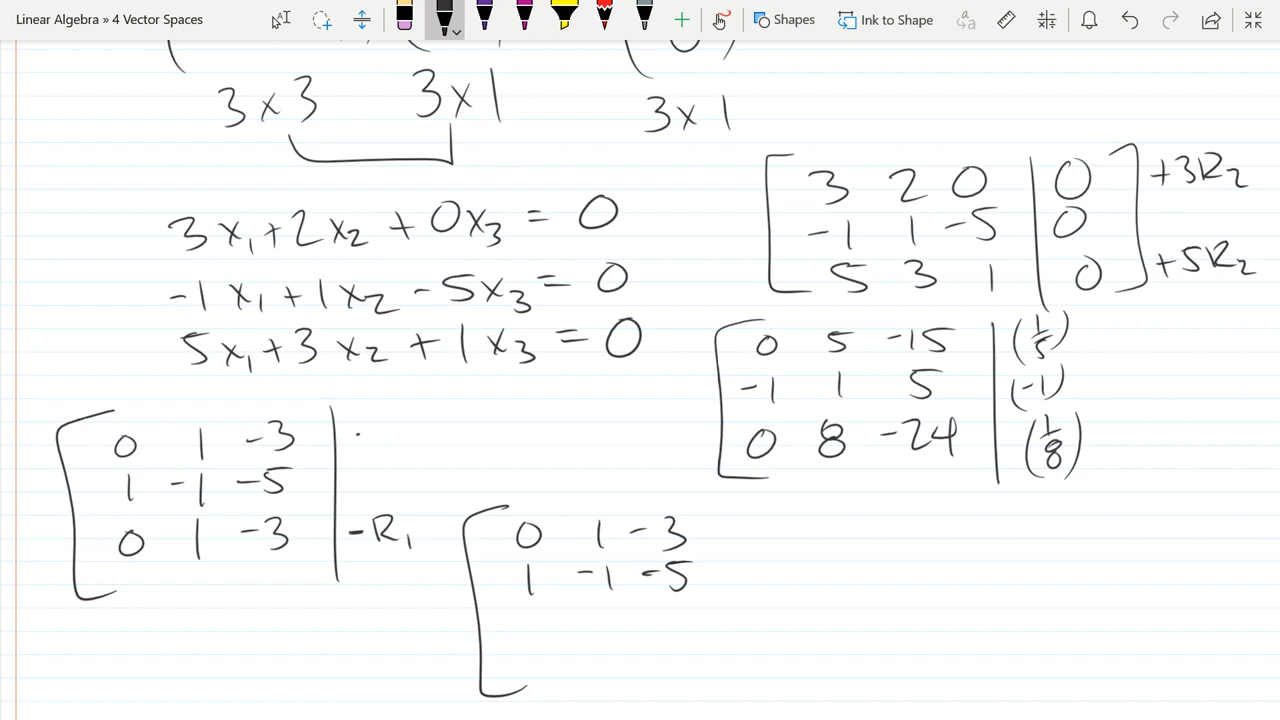 Linear Algebra » 4 Vector Spaces
Shapes
Ink to Shape
3 x 3 3 x 1 3 x 1
3x₁ + 2x₂ + 0x₃ = 0
-1x₁ + 1x₂ - 5x₃ = 0
5x₁ + 3x₂ + 1x₃ = 0
3 2 0 | 0 +3R₂
-1 1 -5 | 0
5 3 1 | 0 +5R₂
0 5 -15 | (1/5)
-1 1 5 | (-1)
0 8 -24 | (1/8)
0 1 -3
1 -1 -5
0 1 -3 | -R₁
0 1 -3
1 -1 -5